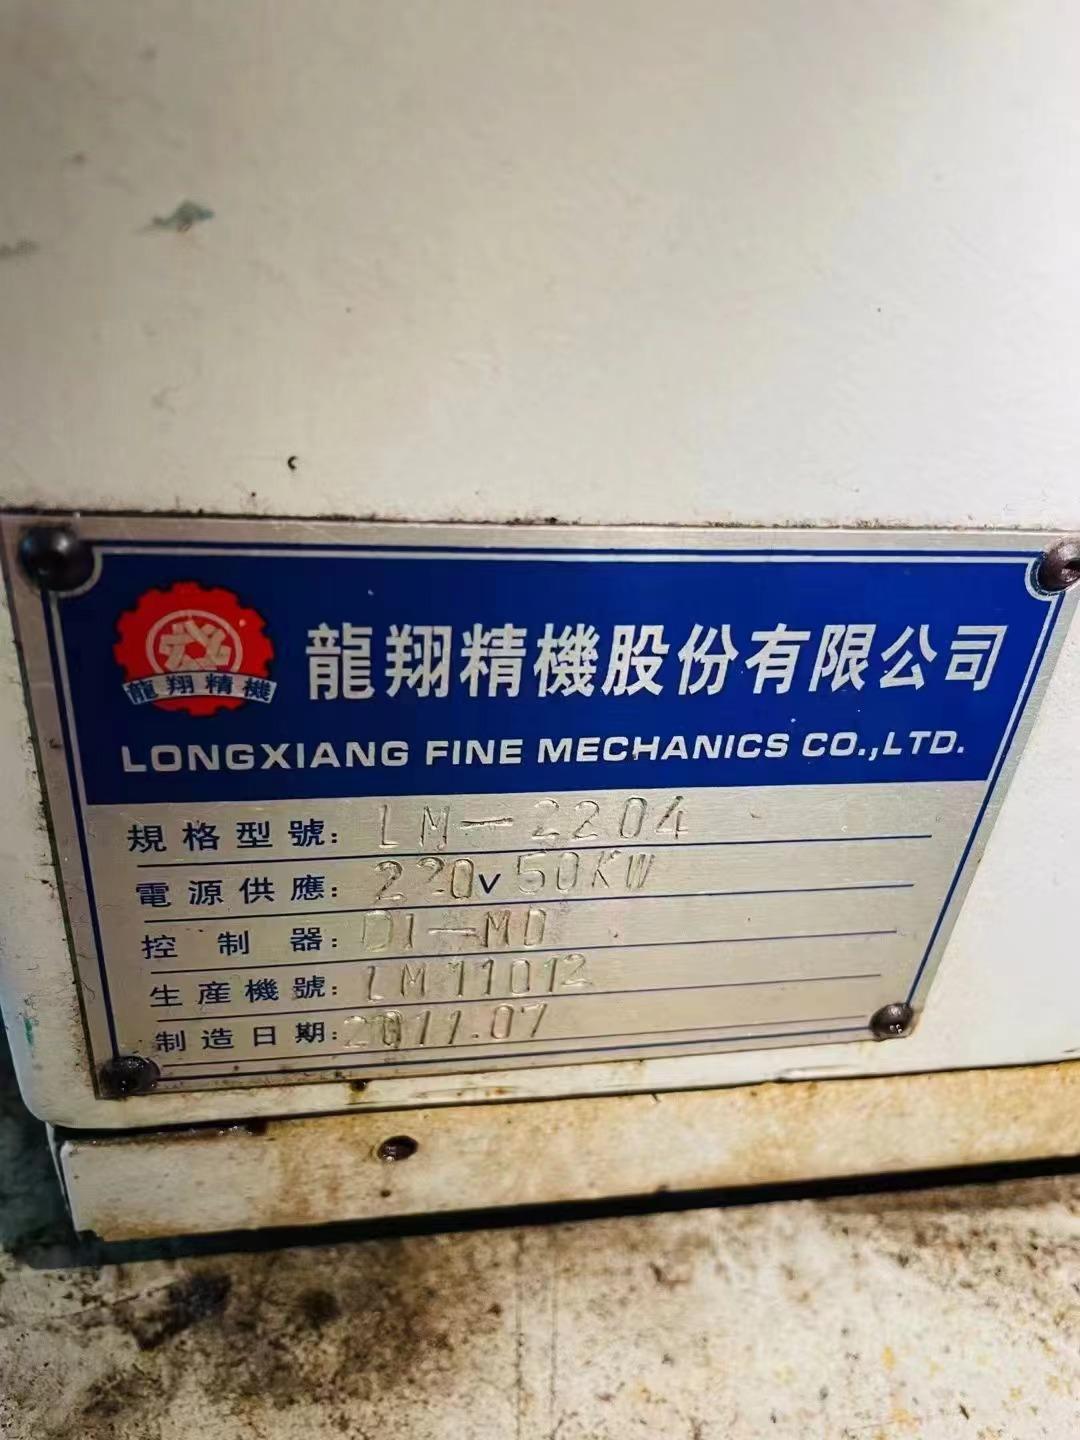 龍翔精機
龍翔精機股份有限公司
LONGXIANG FINE MECHANICS CO.,LTD.
規格型號: LM-2204
電源供應: 220V 50KW
控制器: 01-MD
生産機號: LM11012
制造日期: 2011.07